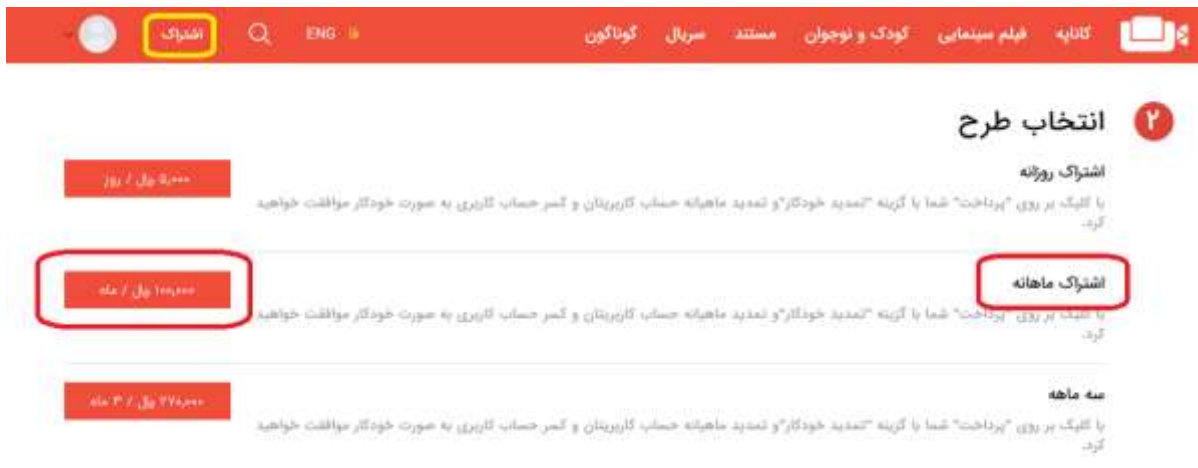 کاناپه فیلم سینمایی کودک و نوجوان مستند سریال گوناگون فا ENG اشتراک
۲ انتخاب طرح
اشتراک روزانه
۵,۰۰۰ ریال / روز
با کلیک بر روی "پرداخت" شما با گزینه "تمدید خودکار"و تمدید ماهیانه حساب کاربریتان و کسر حساب کاربری به صورت خودکار موافقت خواهید
کرد.
اشتراک ماهانه
۱۰۰,۰۰۰ ریال / ماه
با کلیک بر روی "پرداخت" شما با گزینه "تمدید خودکار"و تمدید ماهیانه حساب کاربریتان و کسر حساب کاربری به صورت خودکار موافقت خواهید
کرد.
سه ماهه
۲۷۰,۰۰۰ ریال / ۳ ماه
با کلیک بر روی "پرداخت" شما با گزینه "تمدید خودکار"و تمدید ماهیانه حساب کاربریتان و کسر حساب کاربری به صورت خودکار موافقت خواهید
کرد.